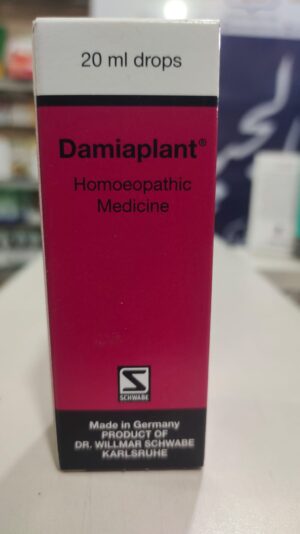 20 ml drops
Damiaplant®
Homoeopathic
Medicine
SCHWABE
Made in Germany
PRODUCT OF
DR. WILLMAR SCHWABE
KARLSRUHE